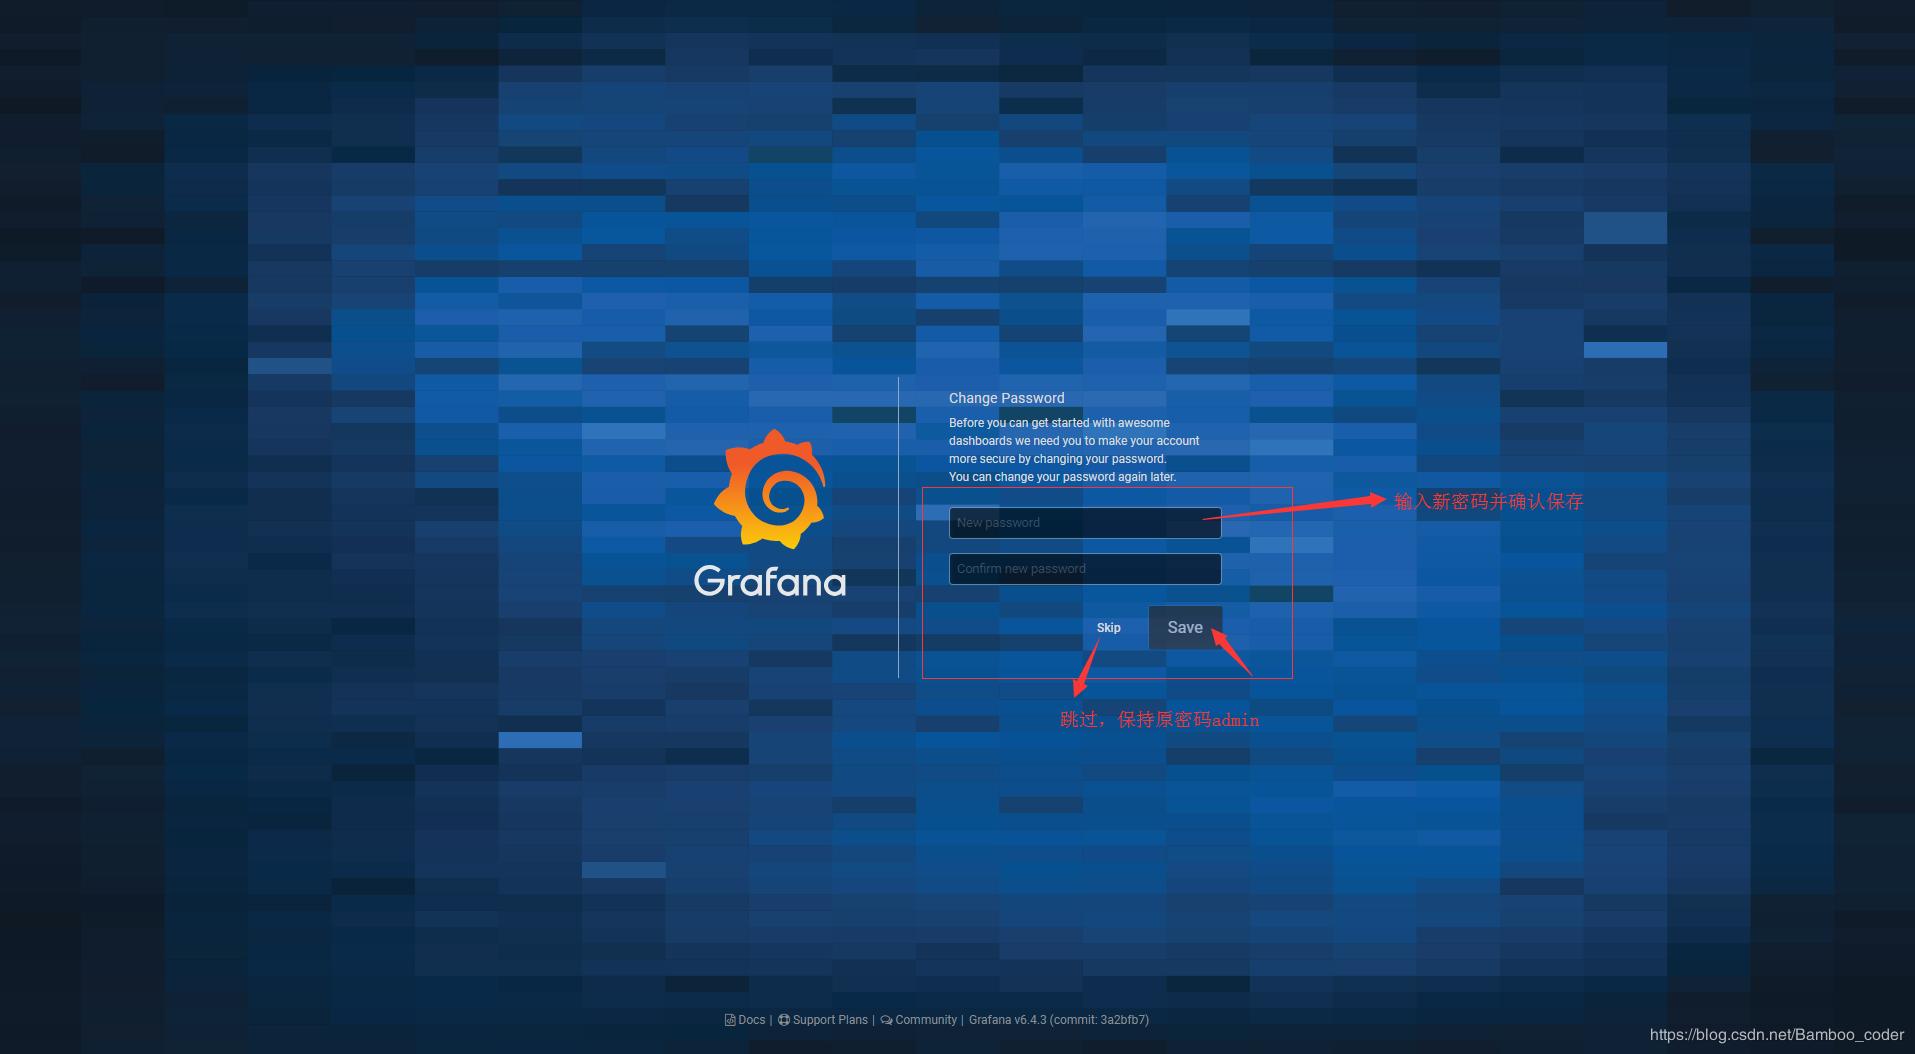 Change Password
Before you can get started with awesome
dashboards we need you to make your account
more secure by changing your password.
You can change your password again later.
输入新密码并确认保存
New password
Confirm new password
Grafana
Skip
Save
跳过，保持原密码admin
Docs | Support Plans | Community | Grafana v6.4.3 (commit: 3a2bfb7)
https://blog.csdn.net/Bamboo_coder